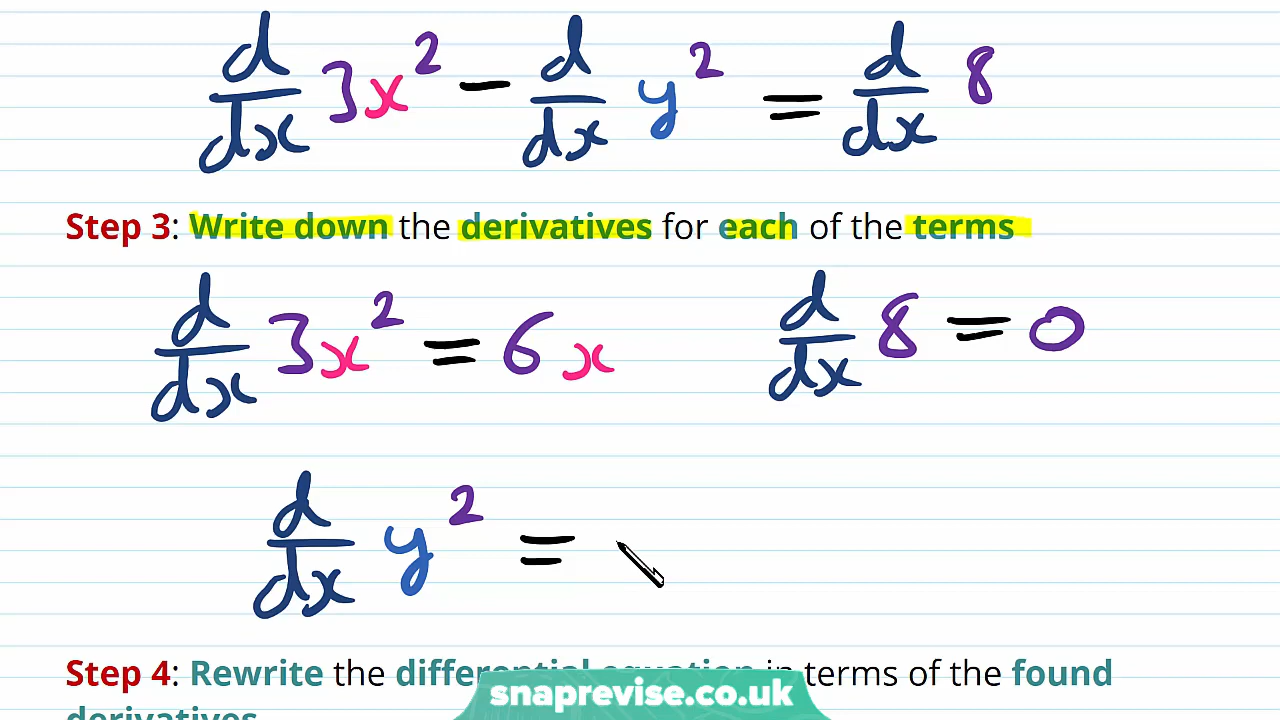 d/dx 3x² − d/dx y² = d/dx 8
Step 3: Write down the derivatives for each of the terms
d/dx 3x² = 6x d/dx 8 = 0
d/dx y² =
Step 4: Rewrite the differential equation in terms of the found
derivatives
snaprevise.co.uk